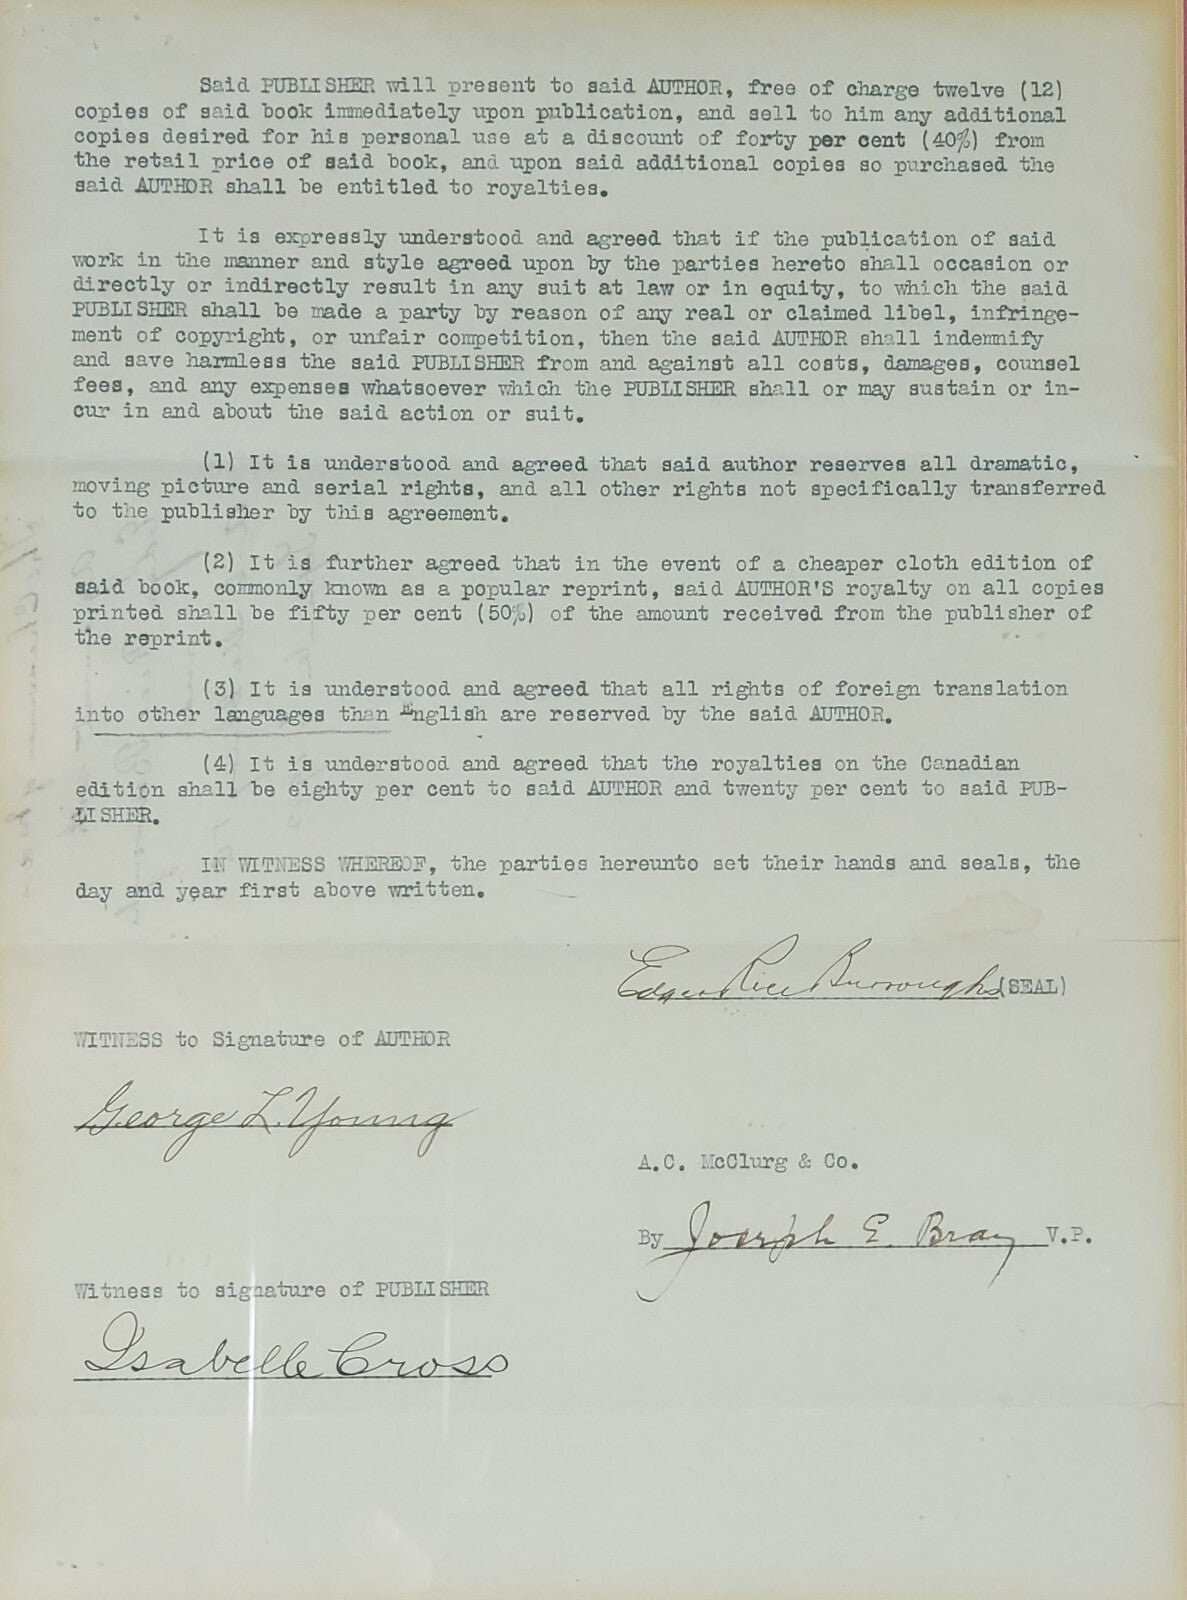 Said PUBLISHER will present to said AUTHOR, free of charge twelve (12)
copies of said book immediately upon publication, and sell to him any additional
copies desired for his personal use at a discount of forty per cent (40%) from
the retail price of said book, and upon said additional copies so purchased the
said AUTHOR shall be entitled to royalties.
It is expressly understood and agreed that if the publication of said
work in the manner and style agreed upon by the parties hereto shall occasion or
directly or indirectly result in any suit at law or in equity, to which the said
PUBLISHER shall be made a party by reason of any real or claimed libel, infringe-
ment of copyright, or unfair competition, then the said AUTHOR shall indemnify
and save harmless the said PUBLISHER from and against all costs, damages, counsel
fees, and any expenses whatsoever which the PUBLISHER shall or may sustain or in-
cur in and about the said action or suit.
(1) It is understood and agreed that said author reserves all dramatic,
moving picture and serial rights, and all other rights not specifically transferred
to the publisher by this agreement.
(2) It is further agreed that in the event of a cheaper cloth edition of
said book, commonly known as a popular reprint, said AUTHOR'S royalty on all copies
printed shall be fifty per cent (50%) of the amount received from the publisher of
the reprint.
(3) It is understood and agreed that all rights of foreign translation
into other languages than English are reserved by the said AUTHOR.
(4) It is understood and agreed that the royalties on the Canadian
edition shall be eighty per cent to said AUTHOR and twenty per cent to said PUB-
LISHER.
IN WITNESS WHEREOF, the parties hereunto set their hands and seals, the
day and year first above written.
Edgar Rice Burroughs (SEAL)
WITNESS to Signature of AUTHOR
George L. Young
A.C. McClurg & Co.
By Joseph E. Bray V.P.
Witness to signature of PUBLISHER
Isabelle Cross